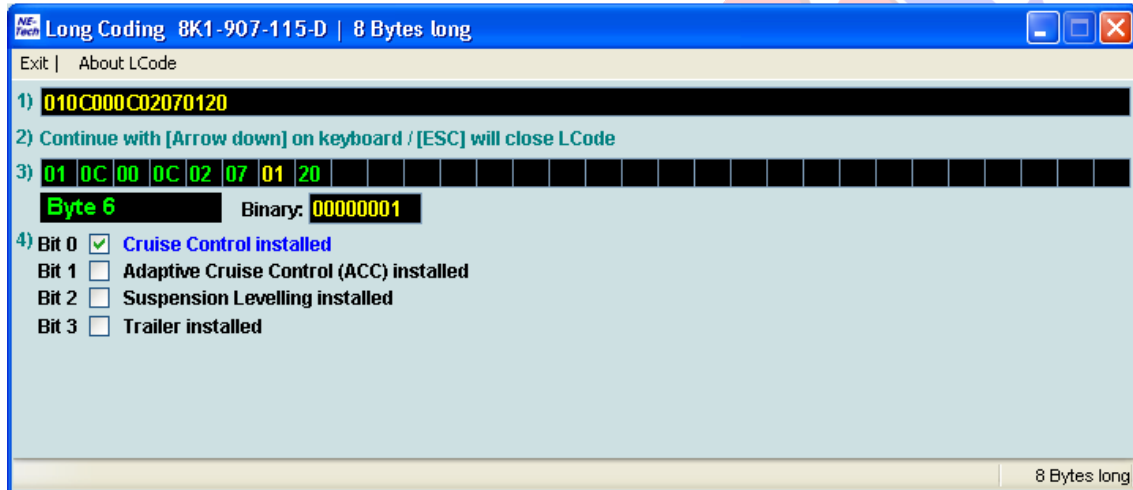 NE-Tech Long Coding 8K1-907-115-D | 8 Bytes long
Exit | About LCode
1) 010C000C02070120
2) Continue with [Arrow down] on keyboard / [ESC] will close LCode
3) 01 0C 00 0C 02 07 01 20
Byte 6 Binary: 00000001
4) Bit 0 Cruise Control installed
Bit 1 Adaptive Cruise Control (ACC) installed
Bit 2 Suspension Levelling installed
Bit 3 Trailer installed
8 Bytes long